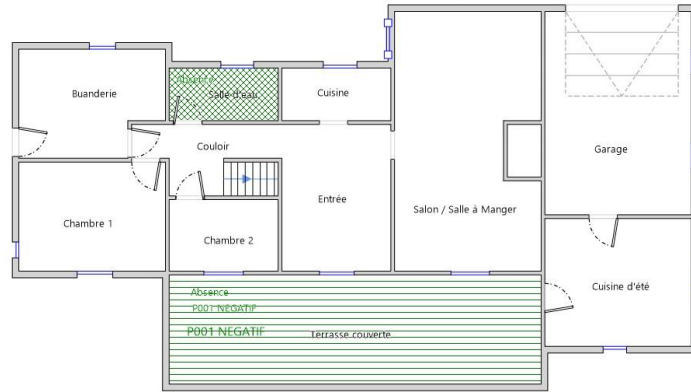 Absence
Buanderie
Salle d'eau
Cuisine
Couloir
Garage
Entrée
Salon / Salle à Manger
Chambre 1
Chambre 2
Cuisine d'été
Absence
P001 NEGATIF
P001 NEGATIF
Terrasse couverte